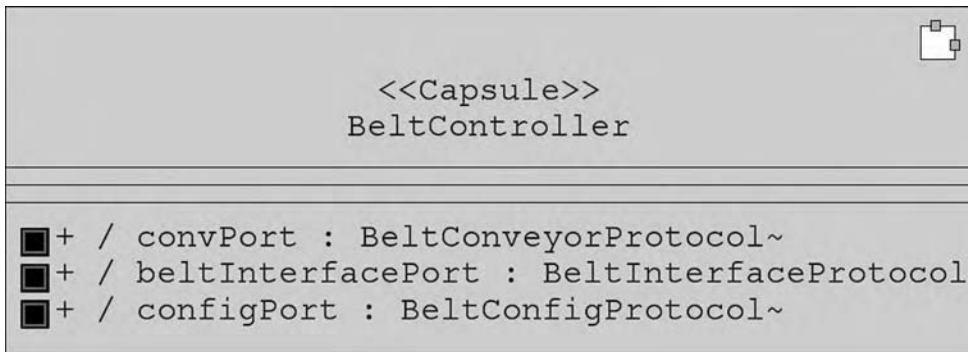 <<Capsule>>
BeltController
+ / convPort : BeltConveyorProtocol~
+ / beltInterfacePort : BeltInterfaceProtocol
+ / configPort : BeltConfigProtocol~